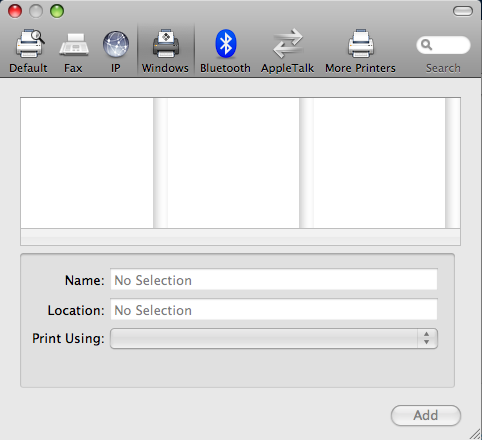 Default Fax IP Windows Bluetooth AppleTalk More Printers Search
Name: No Selection
Location: No Selection
Print Using:
Add